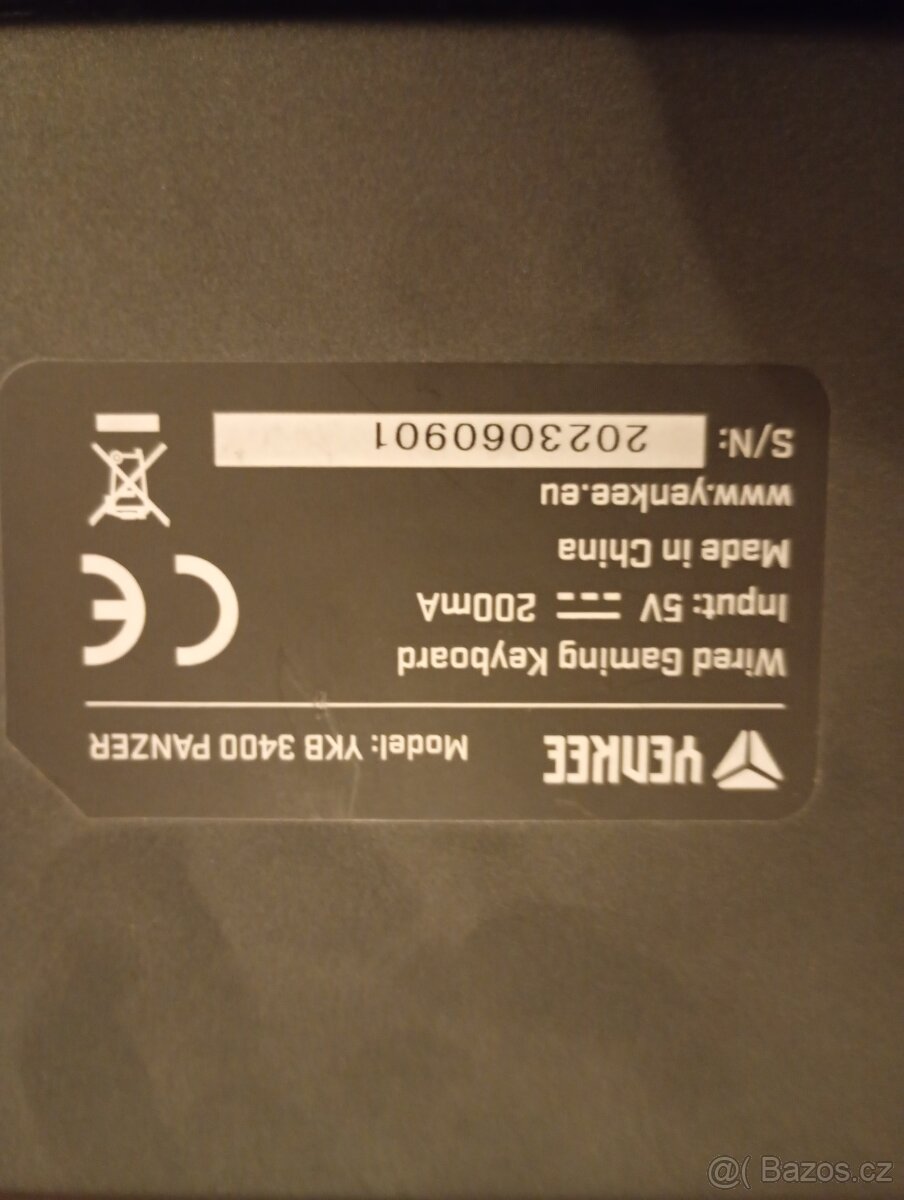 YENKEE Model: YKB 3400 PANZER
Wired Gaming Keyboard
Input: 5V 200mA
Made in China
www.yenkee.eu
S/N: 2023060901
CE
@( Bazos.cz